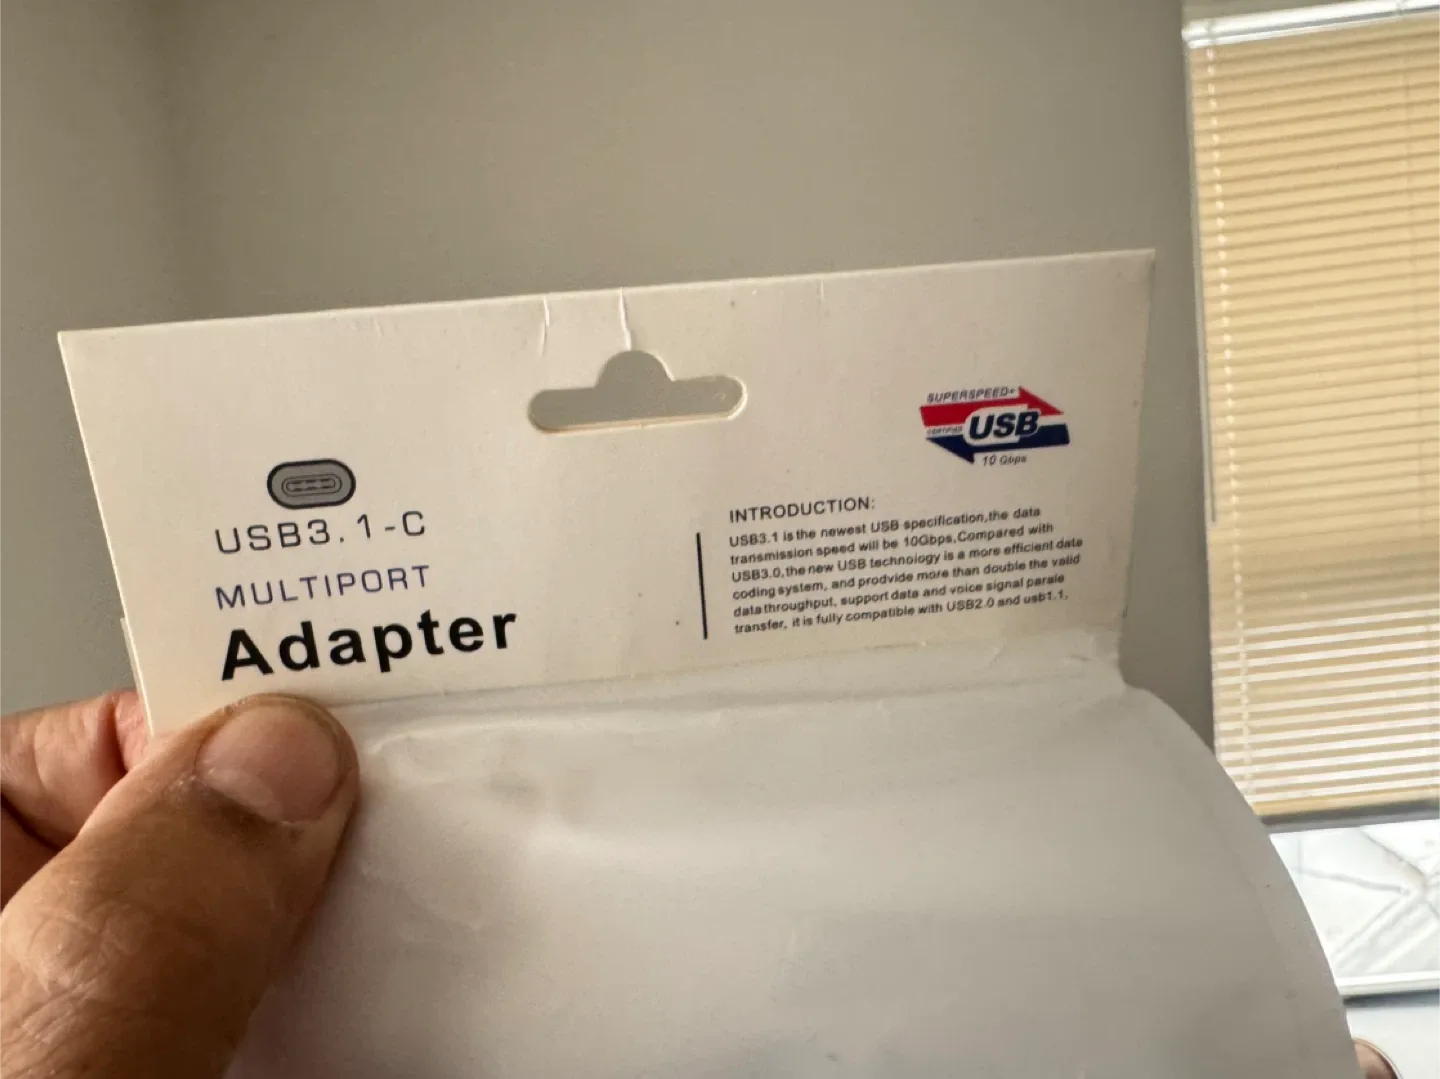 SUPERSPEED+
CERTIFIED USB
10 Gbps
USB3.1-C
MULTIPORT
Adapter
INTRODUCTION:
USB3.1 is the newest USB specification,the data
transmission speed will be 10Gbps,Compared with
USB3.0,the new USB technoiogy is a more efficient data
coding system, and prodvide more than double the valid
data throughput, support data and voice signal parale
transfer, it is fully compatible with USB2.0 and usb1.1,